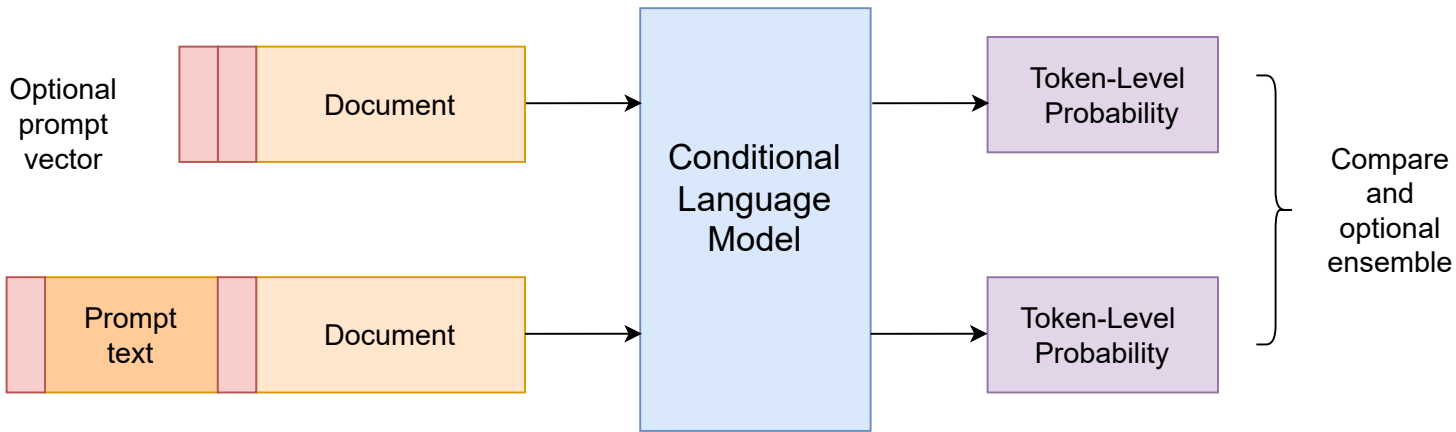 Optional
prompt
vector
Document
Conditional
Language
Model
Token-Level
Probability
Compare
and
optional
ensemble
Prompt
text
Document
Token-Level
Probability